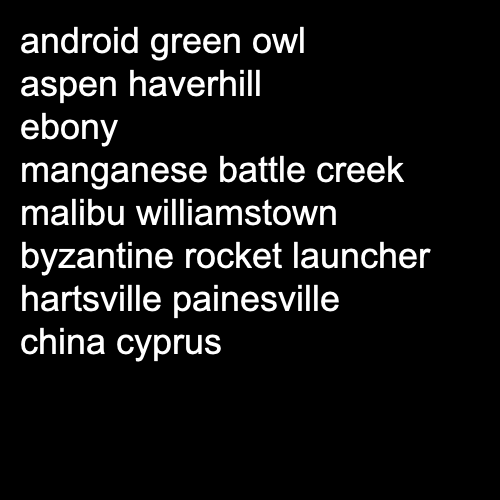 android green owl
aspen haverhill
ebony
manganese battle creek
malibu williamstown
byzantine rocket launcher
hartsville painesville
china cyprus